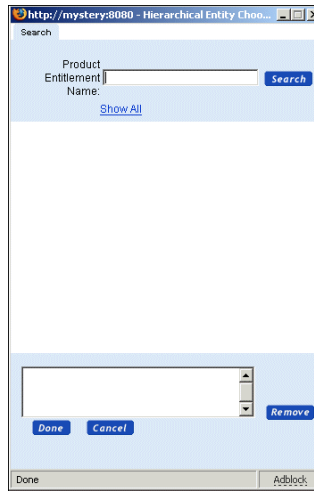 http://mystery:8080 - Hierarchical Entity Choo...
Search
Product
Entitlement
Name:
Search
Show All
Remove
Done
Cancel
Done
Adblock